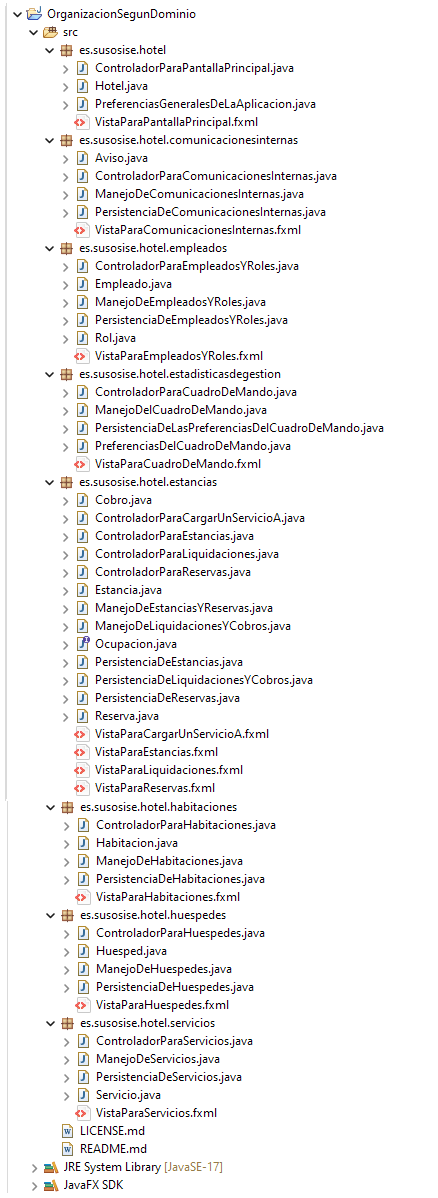 OrganizacionSegunDominio
src
es.susosise.hotel
ControladorParaPantallaPrincipal.java
Hotel.java
PreferenciasGeneralesDeLaAplicacion.java
VistaParaPantallaPrincipal.fxml
es.susosise.hotel.comunicacionesinternas
Aviso.java
ControladorParaComunicacionesInternas.java
ManejoDeComunicacionesInternas.java
PersistenciaDeComunicacionesInternas.java
VistaParaComunicacionesInternas.fxml
es.susosise.hotel.empleados
ControladorParaEmpleadosYRoles.java
Empleado.java
ManejoDeEmpleadosYRoles.java
PersistenciaDeEmpleadosYRoles.java
Rol.java
VistaParaEmpleadosYRoles.fxml
es.susosise.hotel.estadisticasdegestion
ControladorParaCuadroDeMando.java
ManejoDelCuadroDeMando.java
PersistenciaDeLasPreferenciasDelCuadroDeMando.java
PreferenciasDelCuadroDeMando.java
VistaParaCuadroDeMando.fxml
es.susosise.hotel.estancias
Cobro.java
ControladorParaCargarUnServicioA.java
ControladorParaEstancias.java
ControladorParaLiquidaciones.java
ControladorParaReservas.java
Estancia.java
ManejoDeEstanciasYReservas.java
ManejoDeLiquidacionesYCobros.java
Ocupacion.java
PersistenciaDeEstancias.java
PersistenciaDeLiquidacionesYCobros.java
PersistenciaDeReservas.java
Reserva.java
VistaParaCargarUnServicioA.fxml
VistaParaEstancias.fxml
VistaParaLiquidaciones.fxml
VistaParaReservas.fxml
es.susosise.hotel.habitaciones
ControladorParaHabitaciones.java
Habitacion.java
ManejoDeHabitaciones.java
PersistenciaDeHabitaciones.java
VistaParaHabitaciones.fxml
es.susosise.hotel.huespedes
ControladorParaHuespedes.java
Huesped.java
ManejoDeHuespedes.java
PersistenciaDeHuespedes.java
VistaParaHuespedes.fxml
es.susosise.hotel.servicios
ControladorParaServicios.java
ManejoDeServicios.java
PersistenciaDeServicios.java
Servicio.java
VistaParaServicios.fxml
LICENSE.md
README.md
JRE System Library [JavaSE-17]
JavaFX SDK